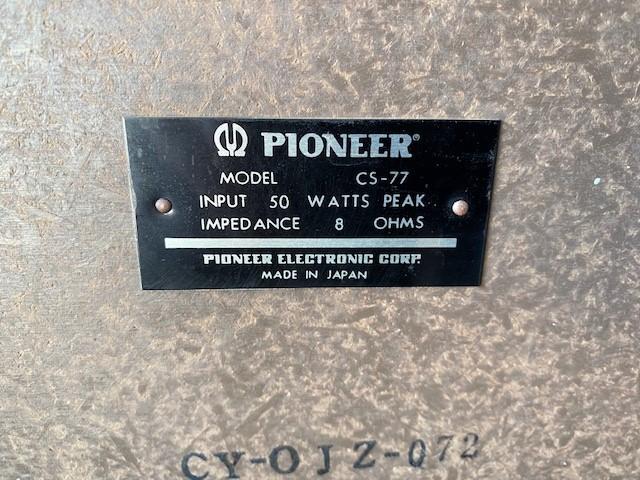 PIONEER®
MODEL CS-77
INPUT 50 WATTS PEAK
IMPEDANCE 8 OHMS
PIONEER ELECTRONIC CORP.
MADE IN JAPAN
CY-OJZ-072